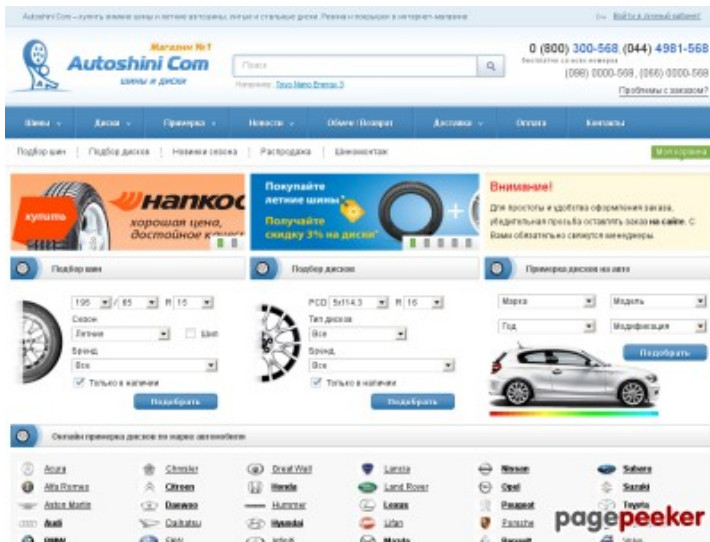 Autoshini Com – купить зимние шины и летние автошины, литые и стальные диски. Резина и покрышки в интернет-магазине
Войти в личный кабинет
Магазин №1
Autoshini Com
шины и диски
Поиск
Например, Toyo Nano Energy 3
0 (800) 300-568, (044) 4981-568
Бесплатно со всех номеров
(098) 0000-568, (066) 0000-568
Проблемы с заказом?
Шины Диски Примерка Новости Обмен / Возврат Доставка Оплата Контакты
Подбор шин | Подбор дисков | Новинки сезона | Распродажа | Шиномонтаж
Моя корзина
купить
Hankoo
хорошая цена,
достойное качест
Покупайте
летние шины
Получайте
скидку 3% на диски*
Внимание!
Для простоты и удобства оформления заказа,
убедительная просьба оставлять заказ на сайте. С
Вами обязательно свяжутся менеджеры.
Подбор шин
Подбор дисков
Примерка дисков на авто
195 / 65 R 15
Сезон
Летние Шип
Бренд
Все
Только в наличии
Подобрать
PCD 5x114.3 R 16
Тип дисков
Все
Бренд
Все
Только в наличии
Подобрать
Марка Модель
Год Модификация
Подобрать
Онлайн примерка дисков по марке автомобиля
Acura Chrysler Great Wall Lancia Nissan Subaru
Alfa Romeo Citroen Honda Land Rover Opel Suzuki
Aston Martin Daewoo Hummer Lexus Peugeot Toyota
Audi Daihatsu Hyundai Lifan Porsche
BMW FAW Infiniti Mazda Renault Volvo
pagepeeker